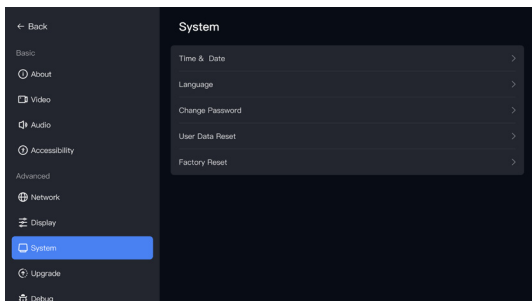 Back
Basic
About
Video
Audio
Accessibility
Advanced
Network
Display
System
Upgrade
Debug
System
Time & Date
Language
Change Password
User Data Reset
Factory Reset